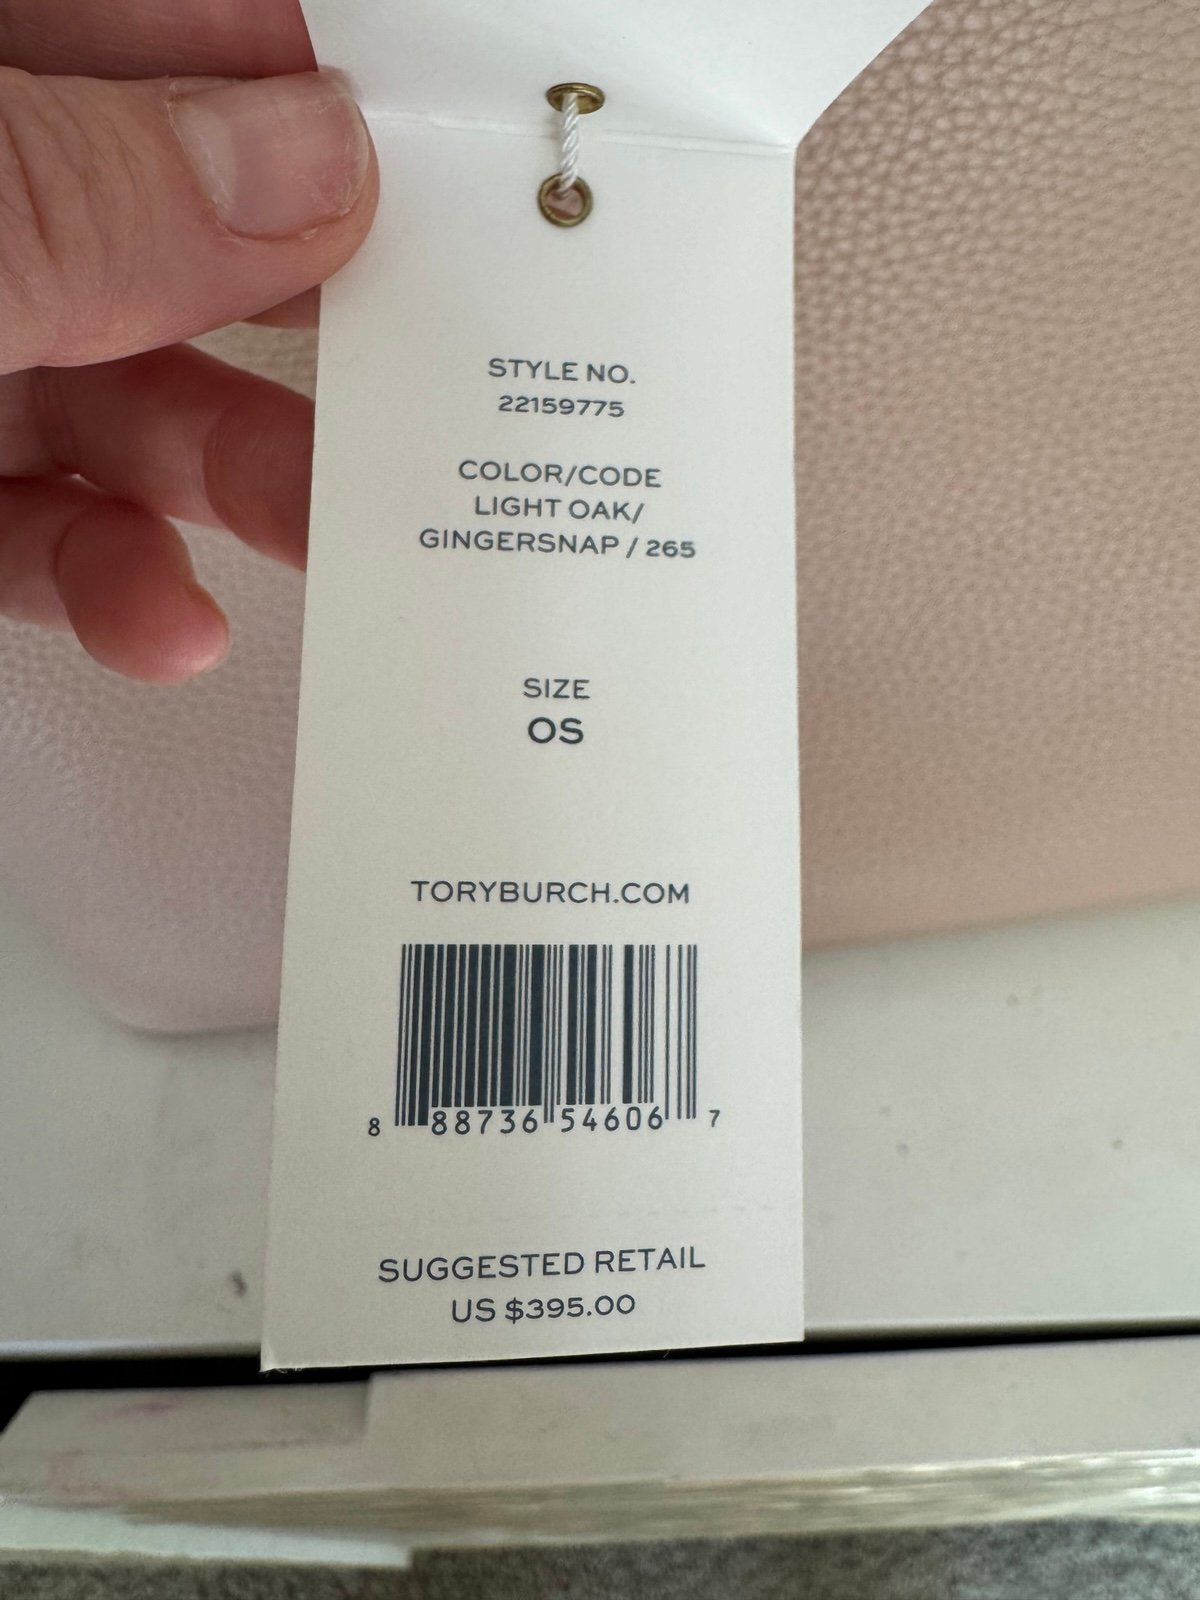 STYLE NO.
22159775
COLOR/CODE
LIGHT OAK/
GINGERSNAP / 265
SIZE
OS
TORYBURCH.COM
8 88736 54606 7
SUGGESTED RETAIL
US $395.00